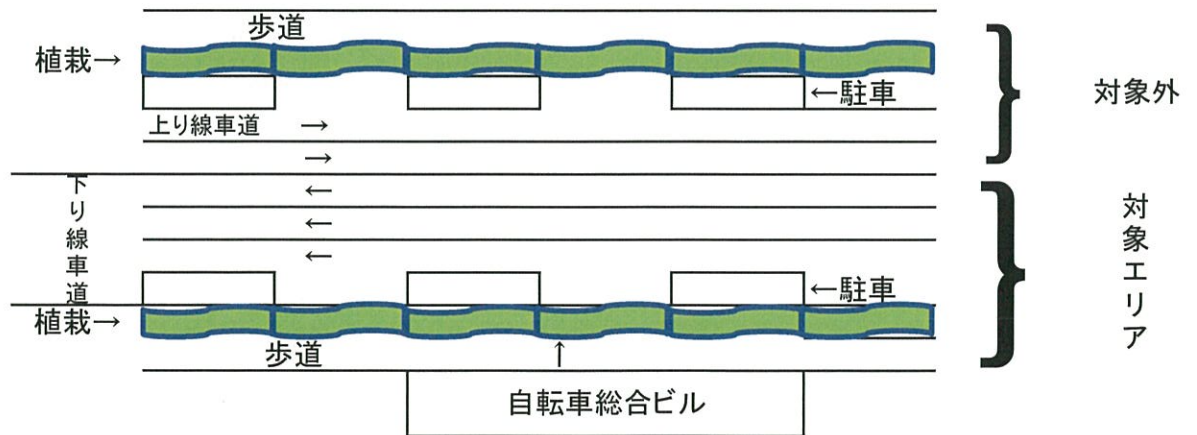 歩道
植栽→
←駐車
対象外
上り線車道 →
→
下り線車道
←
←
←
対象エリア
←駐車
植栽→
歩道
↑
自転車総合ビル